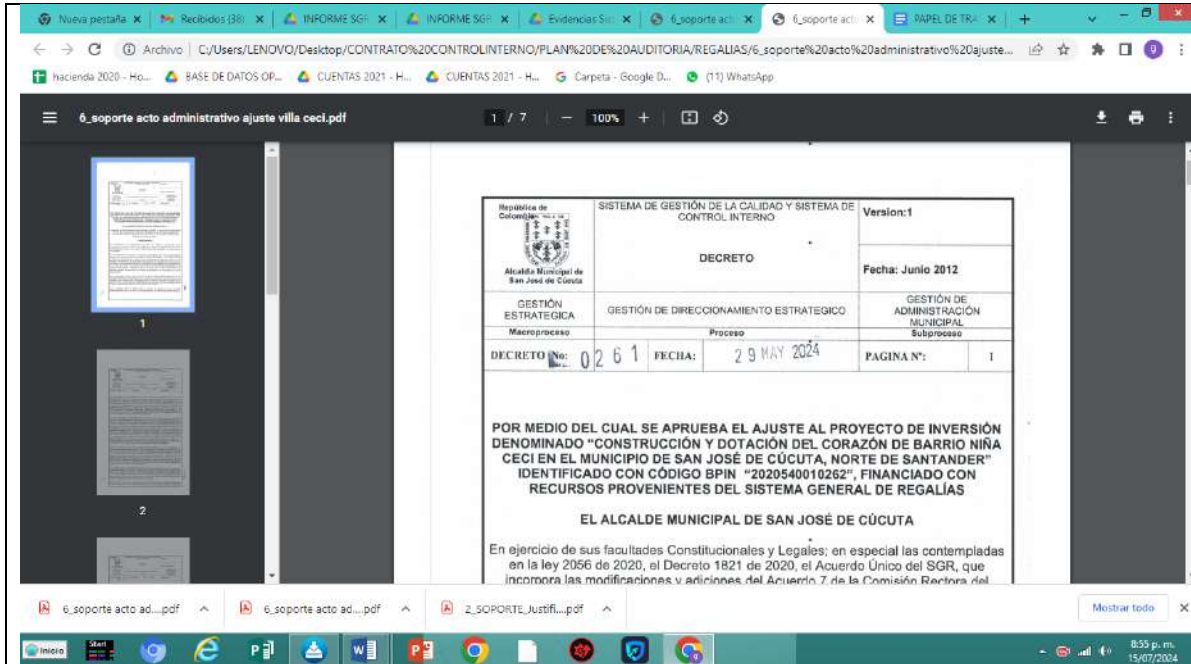 Nueva pestaña
Recibidos (38)
INFORME SGR
INFORME SGR
Evidencias
6_soporte act
6_soporte act
PAPEL DE TRA
Archivo | C:/Users/LENOVO/Desktop/CONTRATO%20CONTROLINTERNO/PLAN%20DE%20AUDITORIA/REGALIAS/6_soporte%20acto%20administrativo%20ajuste...
hacienda 2020 - Ho...
BASE DE DATOS OP...
CUENTAS 2021 - H...
CUENTAS 2021 - H...
Carpeta - Google D...
(11) WhatsApp
6_soporte acto administrativo ajuste villa ceci.pdf
1 / 7
100%
1
2
República de
Colombia
Alcaldía Municipal de
San José de Cúcuta
SISTEMA DE GESTIÓN DE LA CALIDAD Y SISTEMA DE
CONTROL INTERNO
DECRETO
Version:1
Fecha: Junio 2012
GESTIÓN
ESTRATEGICA
GESTIÓN DE DIRECCIONAMIENTO ESTRATEGICO
GESTIÓN DE
ADMINISTRACIÓN
MUNICIPAL
Macroproceso
Proceso
Subproceso
DECRETO No: 0261
FECHA: 29 MAY 2024
PAGINA N°: 1
POR MEDIO DEL CUAL SE APRUEBA EL AJUSTE AL PROYECTO DE INVERSIÓN
DENOMINADO "CONSTRUCCIÓN Y DOTACIÓN DEL CORAZÓN DE BARRIO NIÑA
CECI EN EL MUNICIPIO DE SAN JOSÉ DE CÚCUTA, NORTE DE SANTANDER"
IDENTIFICADO CON CÓDIGO BPIN "2020540010262", FINANCIADO CON
RECURSOS PROVENIENTES DEL SISTEMA GENERAL DE REGALÍAS
EL ALCALDE MUNICIPAL DE SAN JOSÉ DE CÚCUTA
En ejercicio de sus facultades Constitucionales y Legales; en especial las contempladas
en la ley 2056 de 2020, el Decreto 1821 de 2020, el Acuerdo Único del SGR, que
incorpora las modificaciones y adiciones del Acuerdo 7 de la Comisión Rectora del
6_soporte acto ad....pdf
6_soporte acto ad....pdf
2_SOPORTE_Justifi....pdf
Mostrar todo
Inicio
Start
8:55 p. m.
15/07/2024